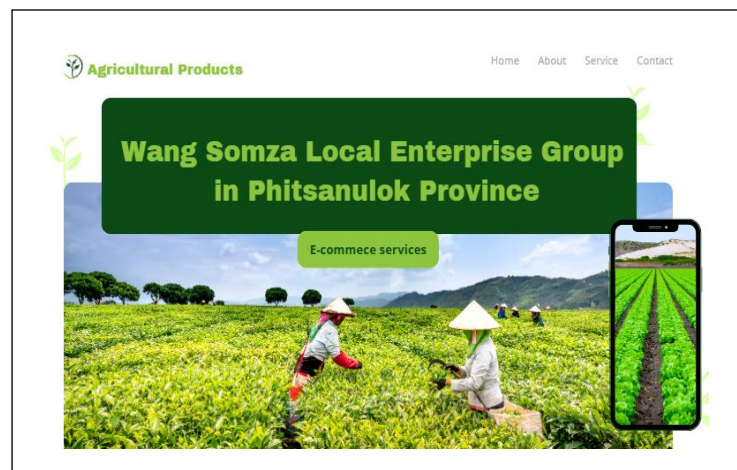 Agricultural Products
Home About Service Contact
Wang Somza Local Enterprise Group
in Phitsanulok Province
E-commece services